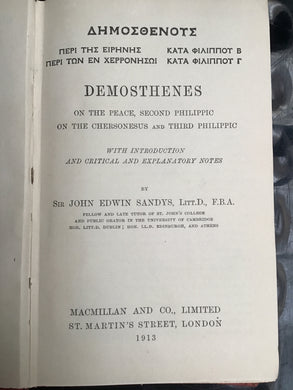 ΔΗΜΟΣΘΕΝΟΥΣ
ΠΕΡΙ ΤΗΣ ΕΙΡΗΝΗΣ ΚΑΤΑ ΦΙΛΙΠΠΟΥ Β
ΠΕΡΙ ΤΩΝ ΕΝ ΧΕΡΡΟΝΗΣΩΙ ΚΑΤΑ ΦΙΛΙΠΠΟΥ Γ
DEMOSTHENES
ON THE PEACE, SECOND PHILIPPIC
ON THE CHERSONESUS AND THIRD PHILIPPIC
WITH INTRODUCTION
AND CRITICAL AND EXPLANATORY NOTES
BY
SIR JOHN EDWIN SANDYS, LITT.D., F.B.A.
FELLOW AND LATE TUTOR OF ST. JOHN'S COLLEGE
AND PUBLIC ORATOR IN THE UNIVERSITY OF CAMBRIDGE
HON. LITT.D. DUBLIN; HON. LL.D. EDINBURGH, AND ATHENS
MACMILLAN AND CO., LIMITED
ST. MARTIN'S STREET, LONDON
1913